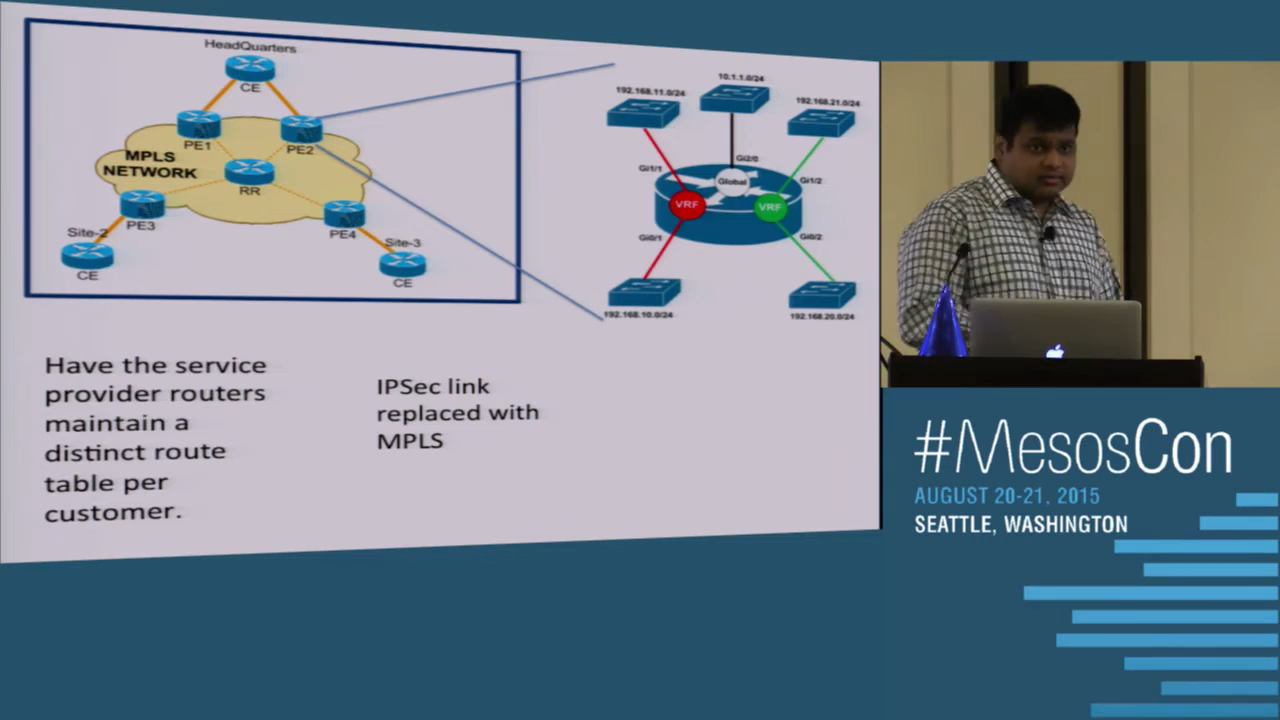 HeadQuarters
CE
PE1
PE2
MPLS
NETWORK
RR
PE3
PE4
Site-2
Site-3
CE
CE
192.168.11.0/24
10.1.1.0/24
192.168.21.0/24
Gi1/1
Gi2/0
Gi1/2
Global
VRF
VRF
Gi0/1
Gi0/2
192.168.10.0/24
192.168.20.0/24
Have the service
provider routers
maintain a
distinct route
table per
customer.
IPSec link
replaced with
MPLS
#MesosCon
AUGUST 20-21, 2015
SEATTLE, WASHINGTON